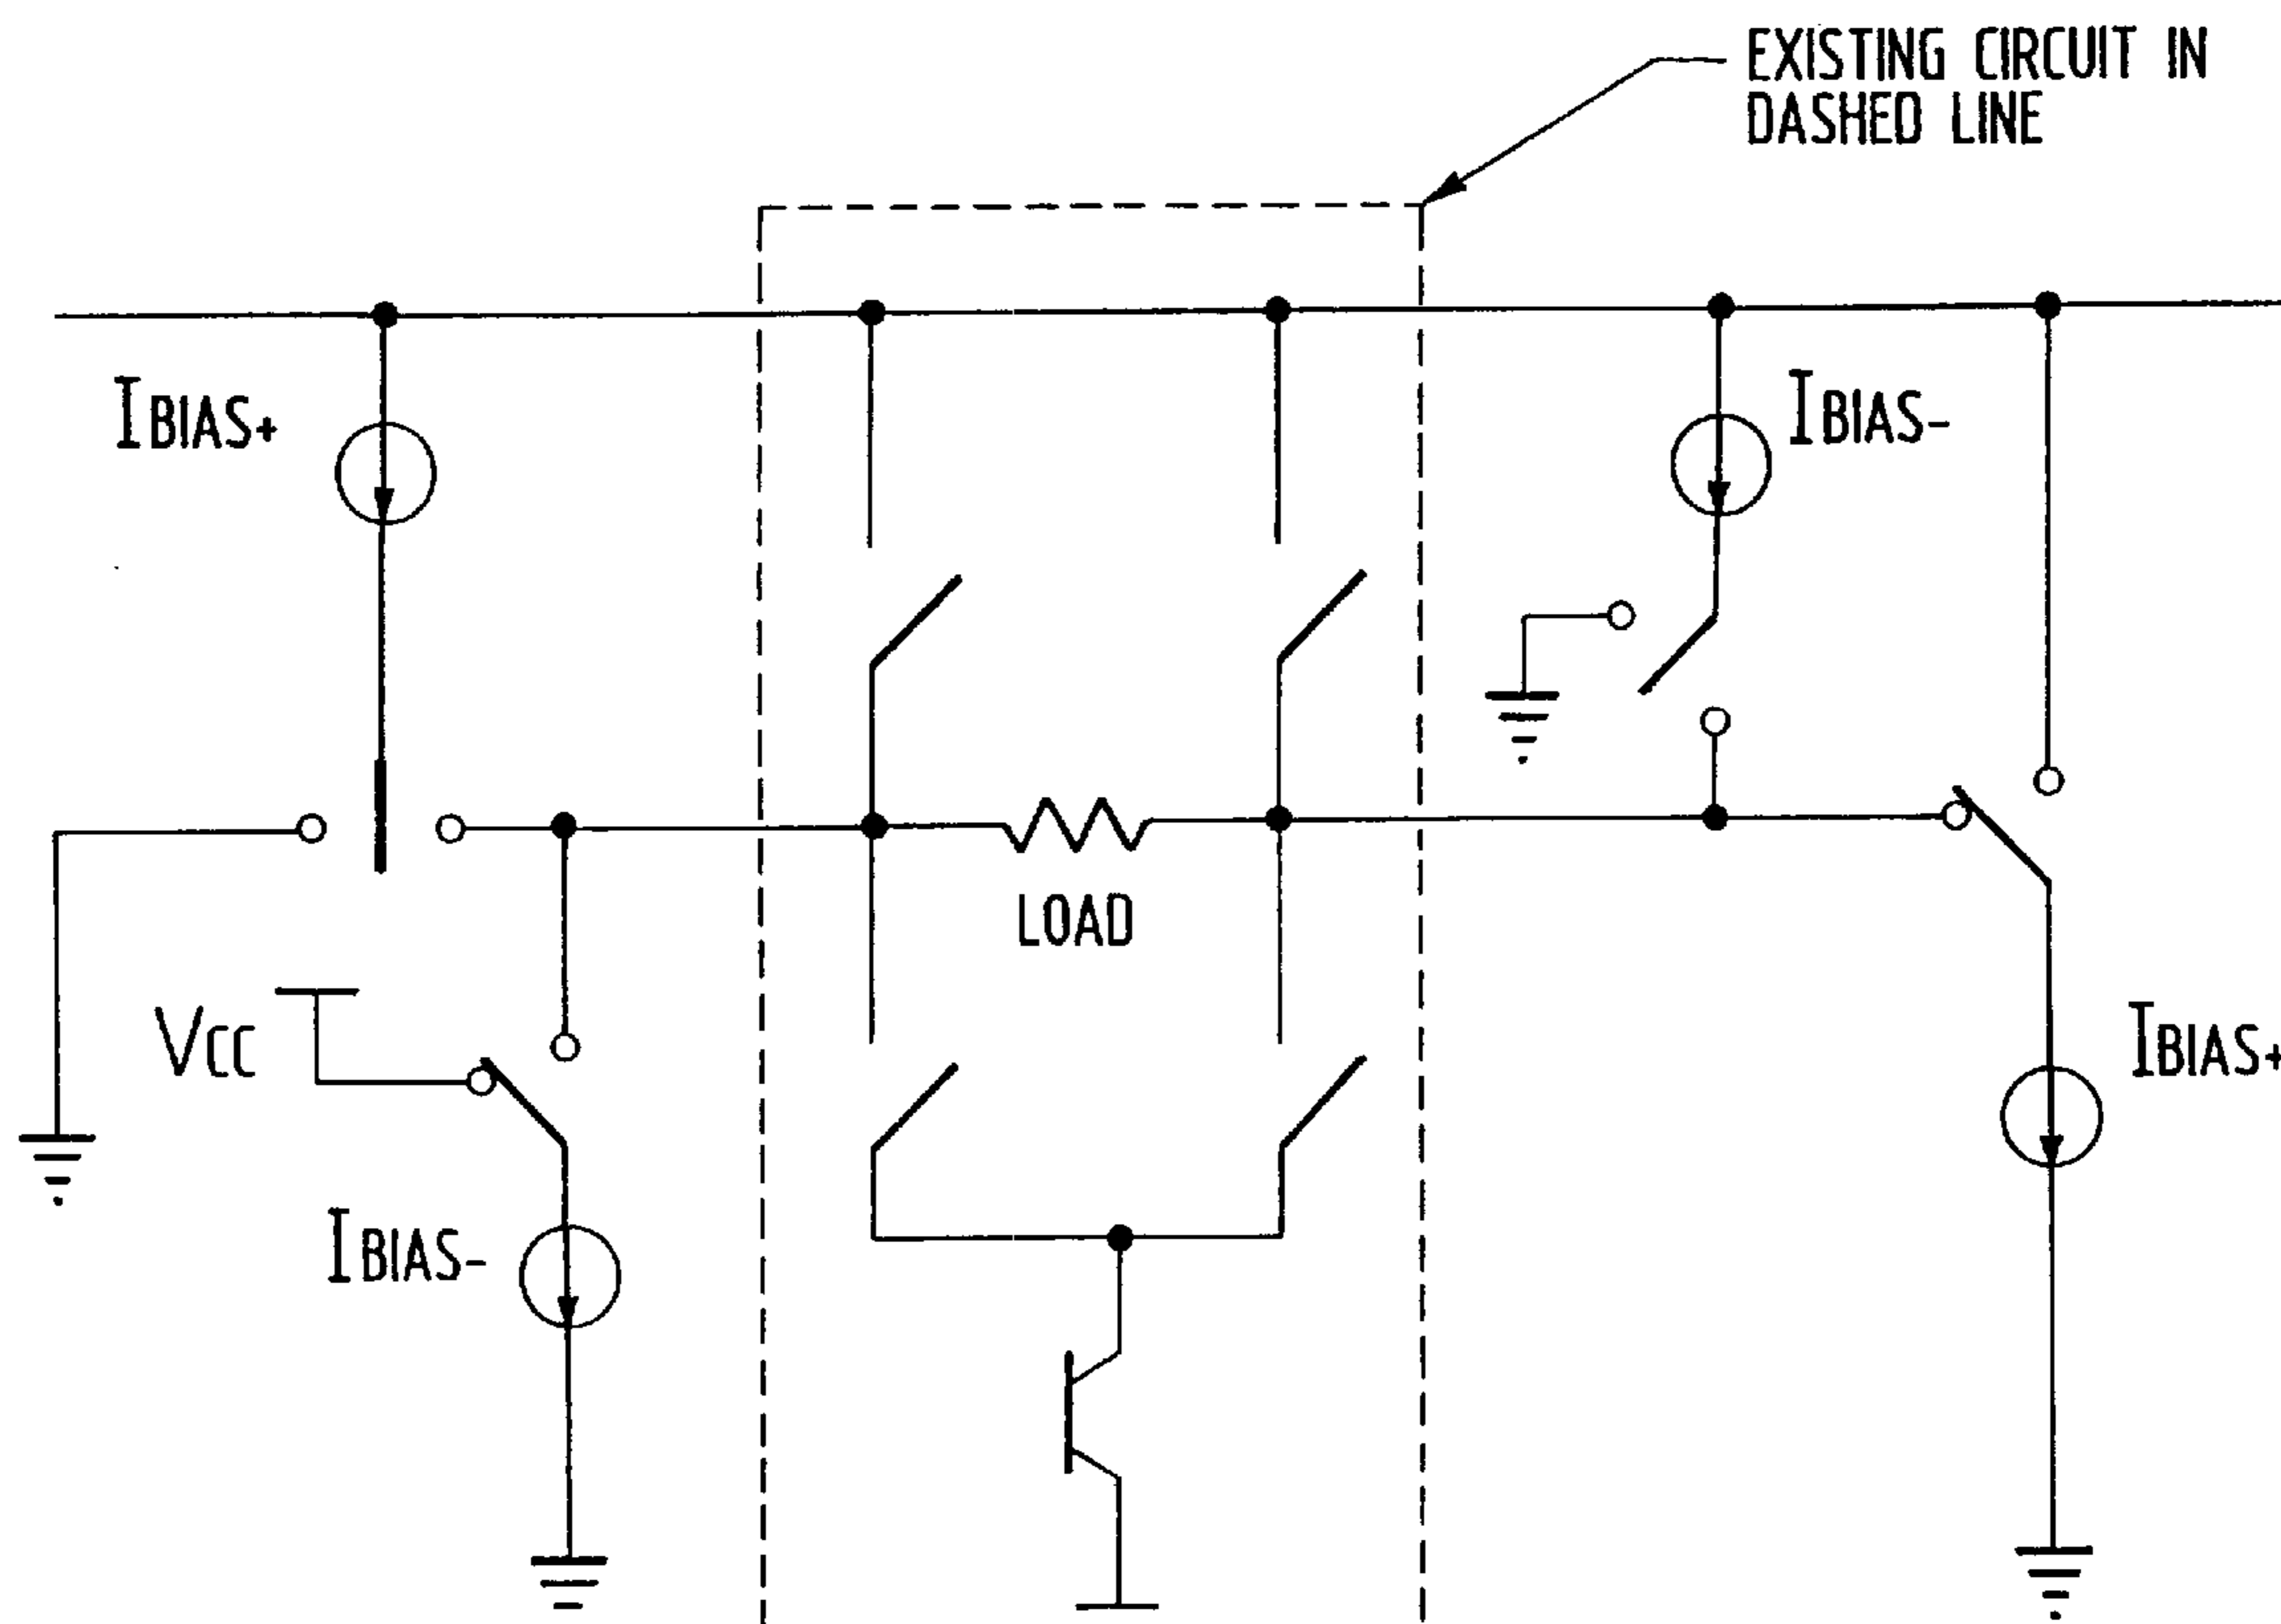 EXISTING CIRCUIT IN
DASHED LINE
IBIAS+
IBIAS-
LOAD
VCC
IBIAS+
IBIAS-